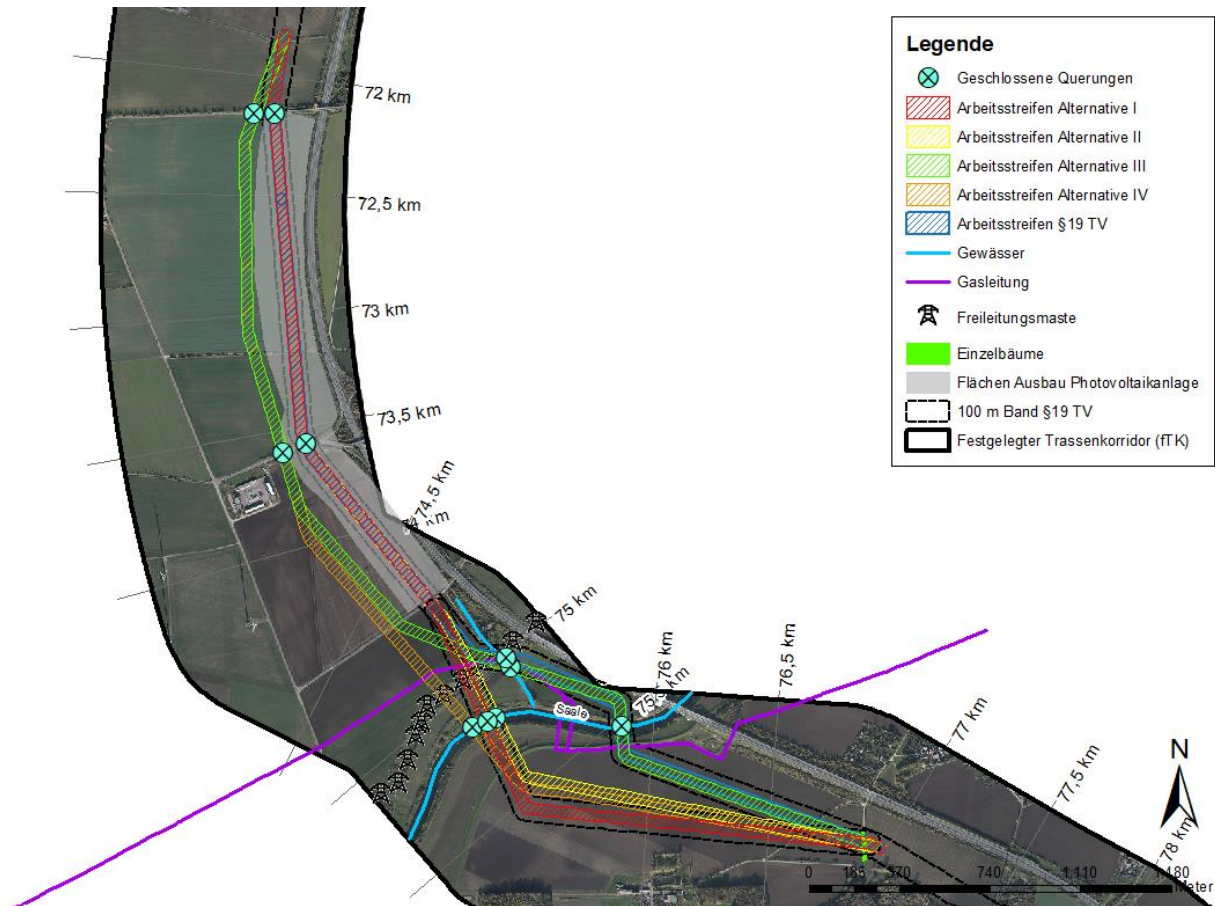 Legende
Geschlossene Querungen
Arbeitsstreifen Alternative I
Arbeitsstreifen Alternative II
Arbeitsstreifen Alternative III
Arbeitsstreifen Alternative IV
Arbeitsstreifen §19 TV
Gewässer
Gasleitung
Freileitungsmaste
Einzelbäume
Flächen Ausbau Photovoltaikanlage
100 m Band §19 TV
Festgelegter Trassenkorridor (fTK)
72 km
72,5 km
73 km
73,5 km
74,5 km
75 km
76 km
76,5 km
Saale
77 km
77,5 km
78 km
N
0 185 370 740 1.110
Meter